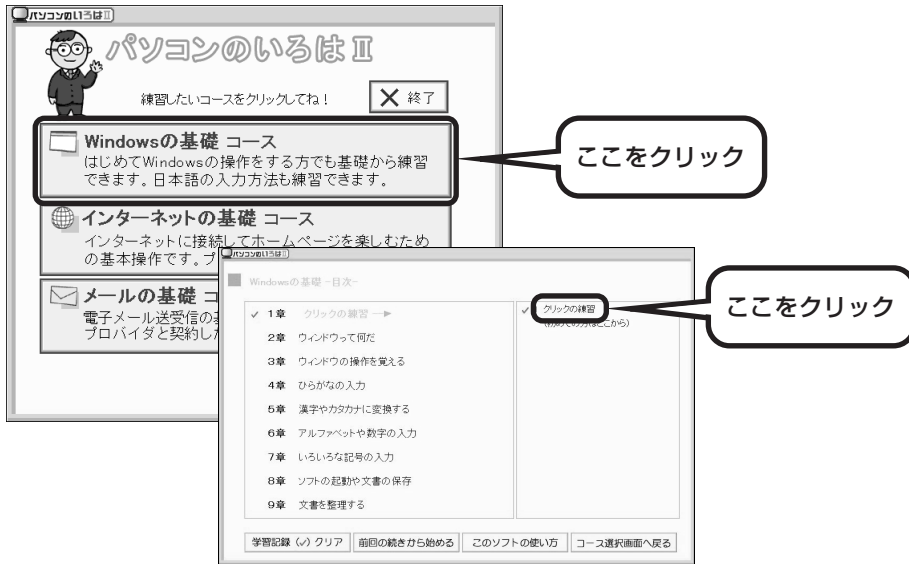 パソコンのいろはⅡ
パソコンのいろはⅡ
練習したいコースをクリックしてね！
終了
Windowsの基礎 コース
はじめてWindowsの操作をする方でも基礎から練習
できます。日本語の入力方法も練習できます。
ここをクリック
インターネットの基礎 コース
インターネットに接続してホームページを楽しむため
の基本操作です。プ
メールの基礎 コ
電子メール送受信の
プロバイダと契約し
パソコンのいろはⅡ
Windowsの基礎 -目次-
✓ 1章 クリックの練習
2章 ウィンドウって何だ
3章 ウィンドウの操作を覚える
4章 ひらがなの入力
5章 漢字やカタカナに変換する
6章 アルファベットや数字の入力
7章 いろいろな記号の入力
8章 ソフトの起動や文書の保存
9章 文書を整理する
✓ クリックの練習
(初めての方はここから)
ここをクリック
学習記録（✓）クリア
前回の続きから始める
このソフトの使い方
コース選択画面へ戻る